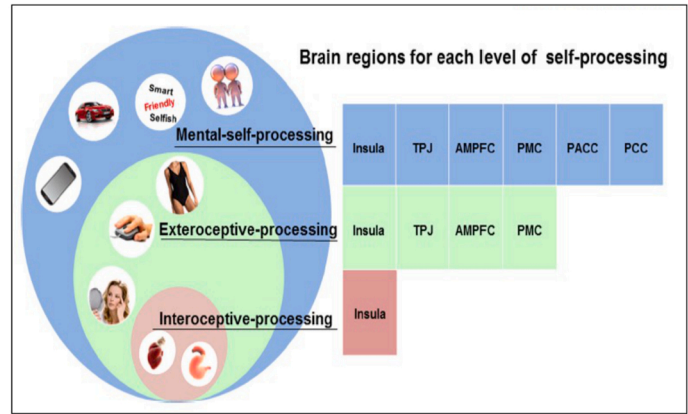 Brain regions for each level of self-processing
Smart
Friendly
Selfish
Mental-self-processing
Insula TPJ AMPFC PMC PACC PCC
Exteroceptive-processing
Insula TPJ AMPFC PMC
Interoceptive-processing
Insula